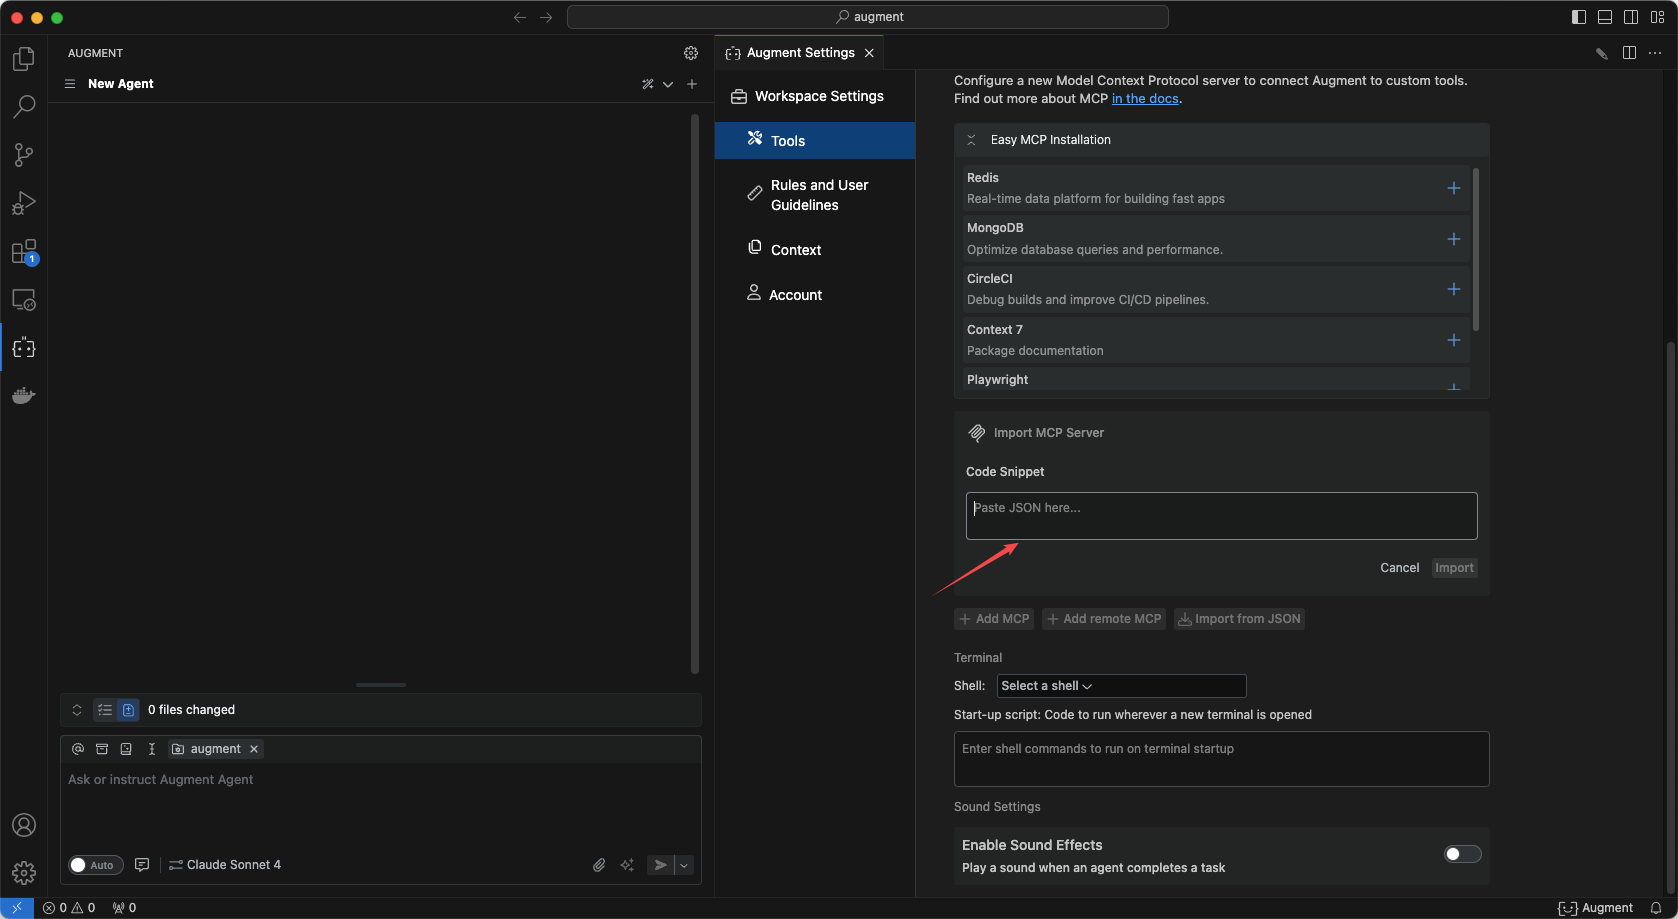 augment
AUGMENT
New Agent
Augment Settings
Workspace Settings
Tools
Rules and User
Guidelines
Context
Account
Configure a new Model Context Protocol server to connect Augment to custom tools.
Find out more about MCP in the docs.
Easy MCP Installation
Redis
Real-time data platform for building fast apps
MongoDB
Optimize database queries and performance.
CircleCI
Debug builds and improve CI/CD pipelines.
Context 7
Package documentation
Playwright
Import MCP Server
Code Snippet
Paste JSON here...
Cancel Import
Add MCP Add remote MCP Import from JSON
Terminal
Shell: Select a shell
Start-up script: Code to run wherever a new terminal is opened
Enter shell commands to run on terminal startup
Sound Settings
Enable Sound Effects
Play a sound when an agent completes a task
1
0 files changed
@ augment
Ask or instruct Augment Agent
Auto Claude Sonnet 4
0 0 0
Augment